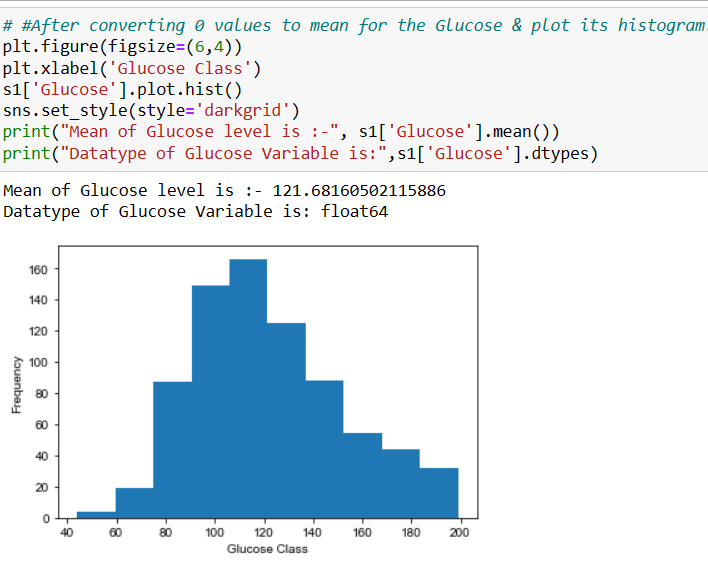 # #After converting 0 values to mean for the Glucose & plot its histogram.
plt.figure(figsize=(6,4))
plt.xlabel('Glucose Class')
s1['Glucose'].plot.hist()
sns.set_style(style='darkgrid')
print("Mean of Glucose level is :-", s1['Glucose'].mean())
print("Datatype of Glucose Variable is:",s1['Glucose'].dtypes)
Mean of Glucose level is :- 121.68160502115886
Datatype of Glucose Variable is: float64
160
140
120
100
80
60
40
20
0
Frequency
40 60 80 100 120 140 160 180 200
Glucose Class